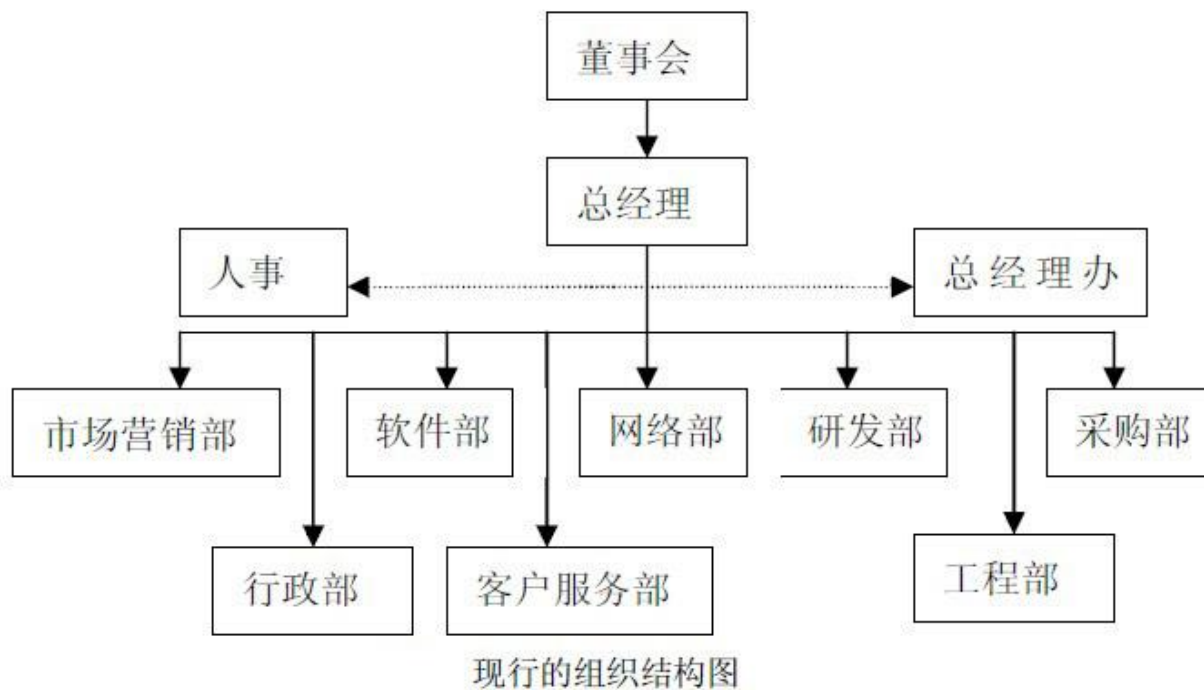 董事会
总经理
人事
总经理办
市场营销部
软件部
网络部
研发部
采购部
行政部
客户服务部
工程部
现行的组织结构图